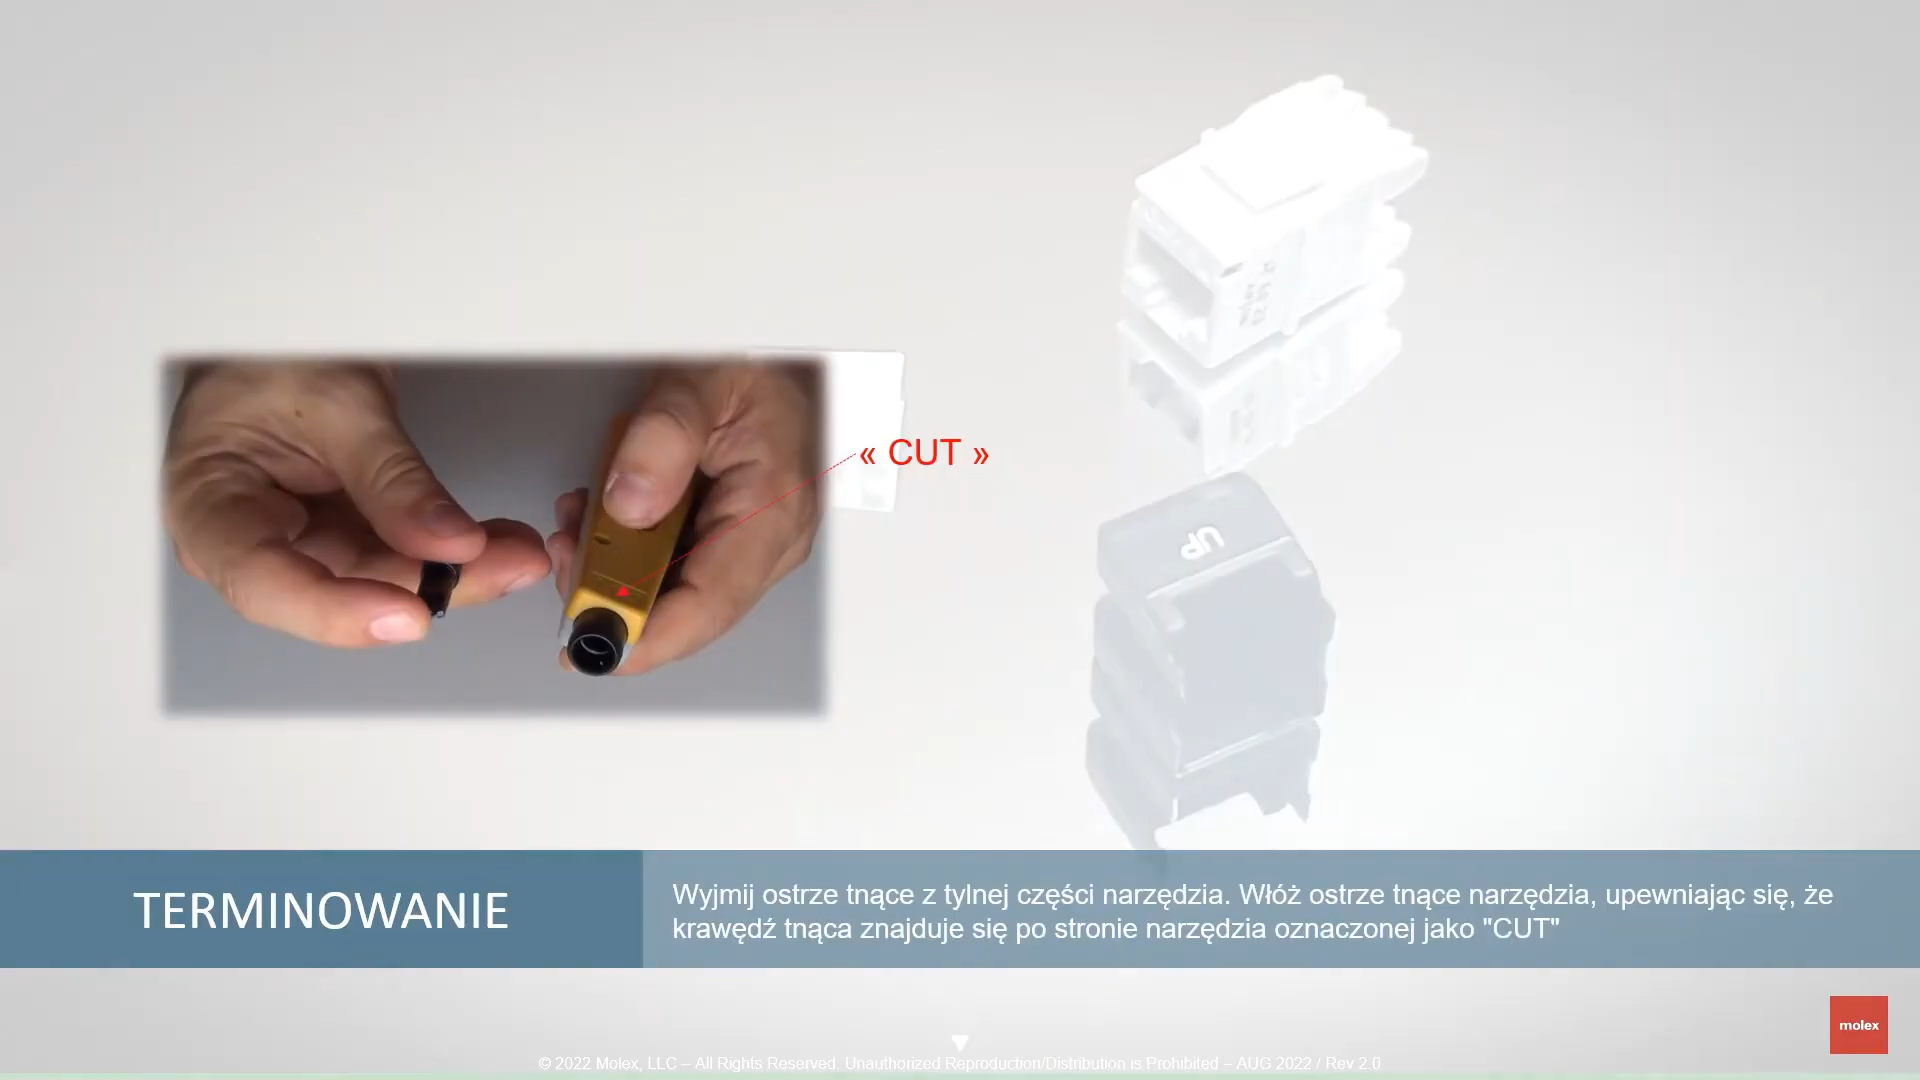 « CUT »
UP
TERMINOWANIE
Wyjmij ostrze tnące z tylnej części narzędzia. Włóż ostrze tnące narzędzia, upewniając się, że
krawędź tnąca znajduje się po stronie narzędzia oznaczonej jako "CUT"
molex
© 2022 Molex, LLC – All Rights Reserved. Unauthorized Reproduction/Distribution is Prohibited – AUG 2022 / Rev 2.0